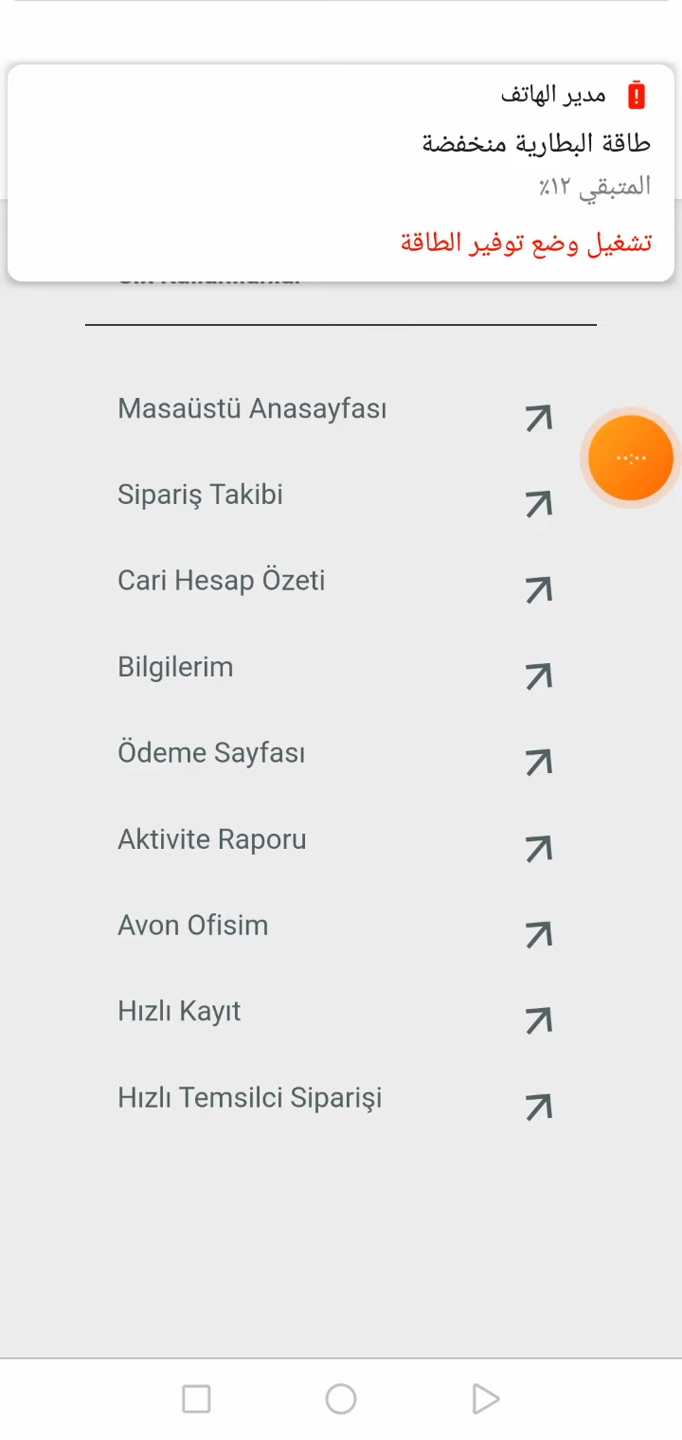 مدير الهاتف
طاقة البطارية منخفضة
المتبقي ١٢٪
تشغيل وضع توفير الطاقة
Masaüstü Anasayfası
Sipariş Takibi
Cari Hesap Özeti
Bilgilerim
Ödeme Sayfası
Aktivite Raporu
Avon Ofisim
Hızlı Kayıt
Hızlı Temsilci Siparişi